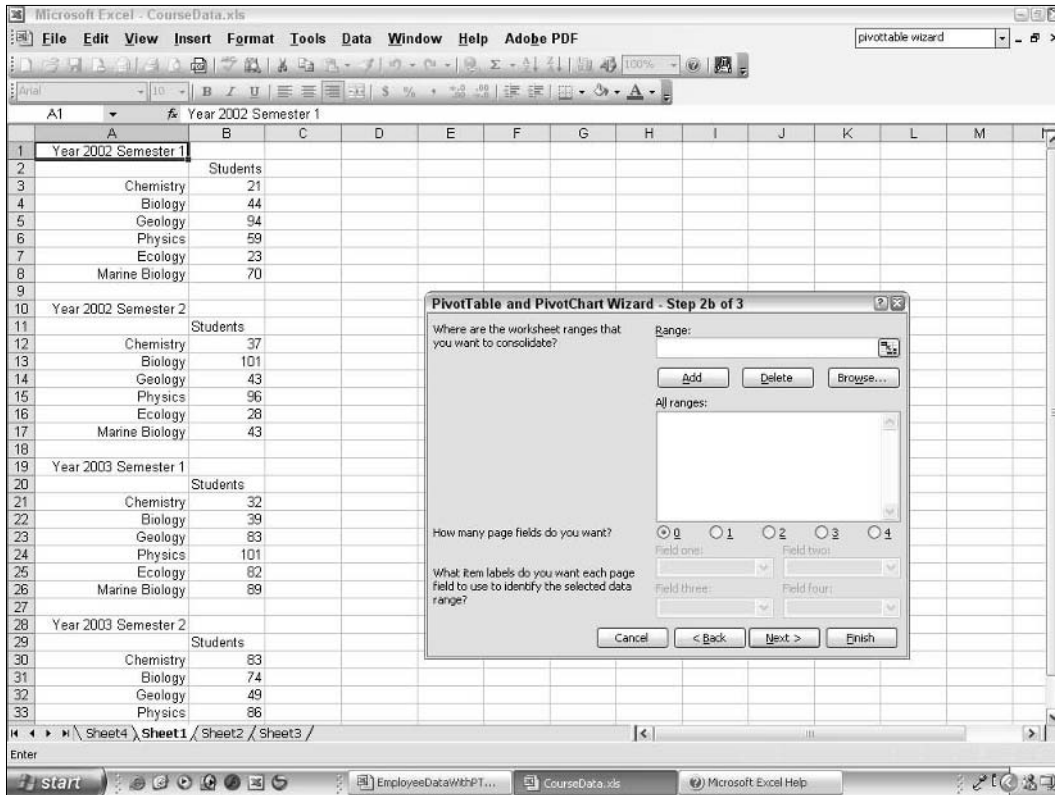 Microsoft Excel - CourseData.xls
File Edit View Insert Format Tools Data Window Help Adobe PDF pivottable wizard
100%
Arial 10 B I U $ % , A
A1 fx Year 2002 Semester 1
A B C D E F G H I J K L M
1 Year 2002 Semester 1
2 Students
3 Chemistry 21
4 Biology 44
5 Geology 94
6 Physics 59
7 Ecology 23
8 Marine Biology 70
9
10 Year 2002 Semester 2
11 Students
12 Chemistry 37
13 Biology 101
14 Geology 43
15 Physics 96
16 Ecology 28
17 Marine Biology 43
18
19 Year 2003 Semester 1
20 Students
21 Chemistry 32
22 Biology 39
23 Geology 83
24 Physics 101
25 Ecology 82
26 Marine Biology 89
27
28 Year 2003 Semester 2
29 Students
30 Chemistry 83
31 Biology 74
32 Geology 49
33 Physics 86
PivotTable and PivotChart Wizard - Step 2b of 3
Where are the worksheet ranges that
you want to consolidate?
Range:
Add Delete Browse...
All ranges:
How many page fields do you want?
0 1 2 3 4
What item labels do you want each page
field to use to identify the selected data
range?
Field one: Field two:
Field three: Field four:
Cancel < Back Next > Finish
Sheet4 Sheet1 Sheet2 Sheet3
Enter
start EmployeeDataWithPT... CourseData.xls Microsoft Excel Help